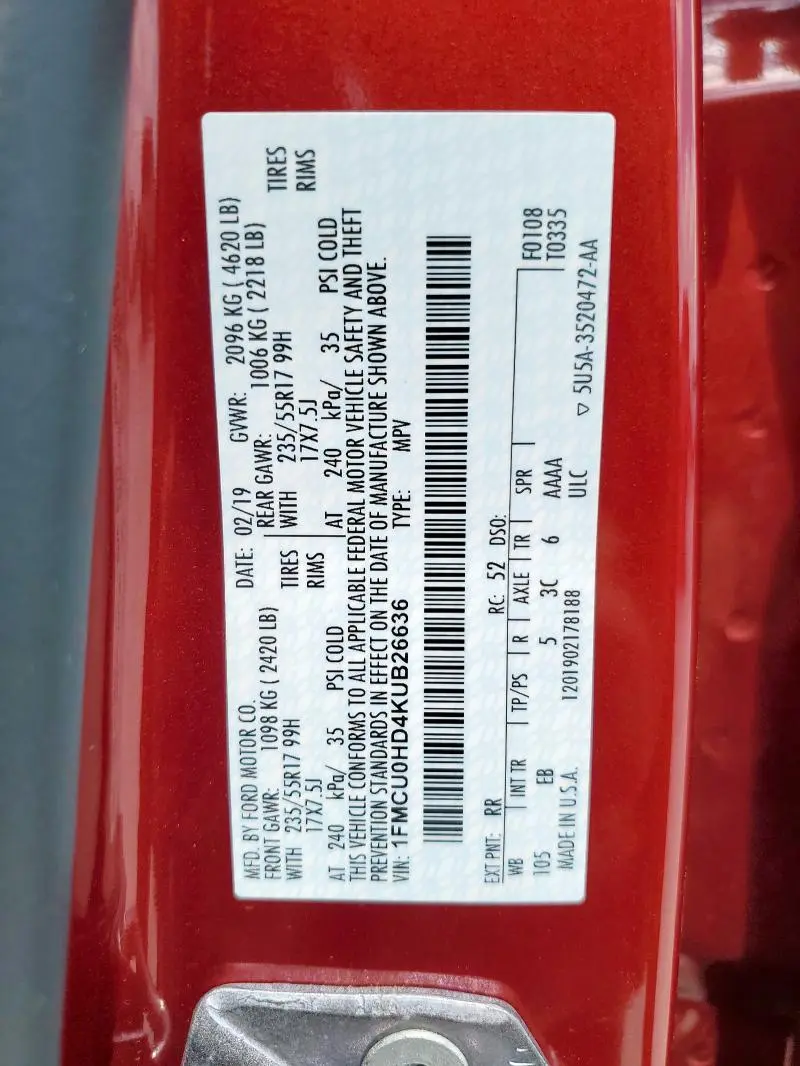 MFD. BY FORD MOTOR CO.
DATE: 02/19 GVWR: 2096 KG ( 4620 LB)
FRONT GAWR: 1098 KG ( 2420 LB)
REAR GAWR: 1006 KG ( 2218 LB)
WITH 235/55R17 99H TIRES
WITH 235/55R17 99H TIRES
17X7.5J RIMS
17X7.5J RIMS
AT 240 kPa/ 35 PSI COLD
AT 240 kPa/ 35 PSI COLD
THIS VEHICLE CONFORMS TO ALL APPLICABLE FEDERAL MOTOR VEHICLE SAFETY AND THEFT
PREVENTION STANDARDS IN EFFECT ON THE DATE OF MANUFACTURE SHOWN ABOVE.
VIN: 1FMCU0HD4KUB26636 TYPE: MPV
EXT PNT: RR RC: 52 DSO:
WB INT TR TP/PS R AXLE TR SPR F0108
105 EB 5 3C 6 AAAA T0335
MADE IN U.S.A. 1201902178188 ULC
▽ 5U5A-3520472-AA